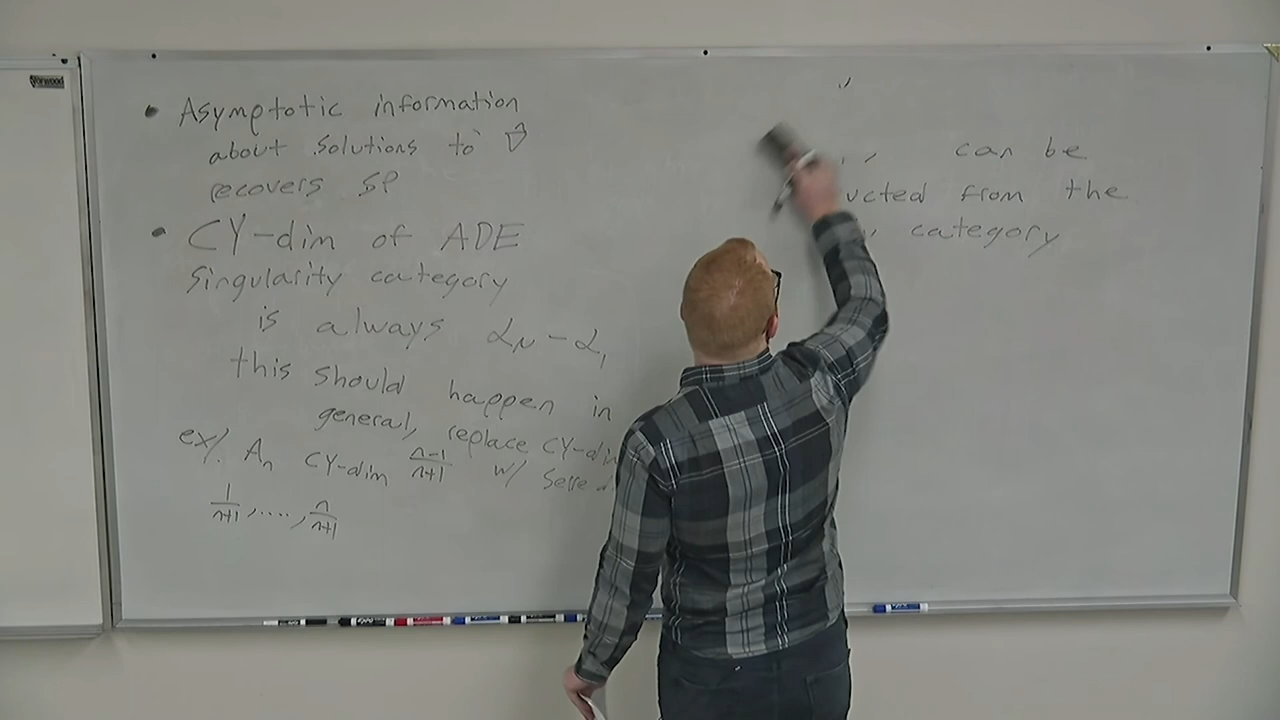 • Asymptotic information
about solutions to
recovers SP
• CY-dim of ADE
Singularity category
is always α_N - α_1
this should happen in
general, replace CY-dim
w/ Serre
ex/. A_n CY-dim n-1/n+1
1/n+1, ...., n/n+1
can be
ucted from the
category